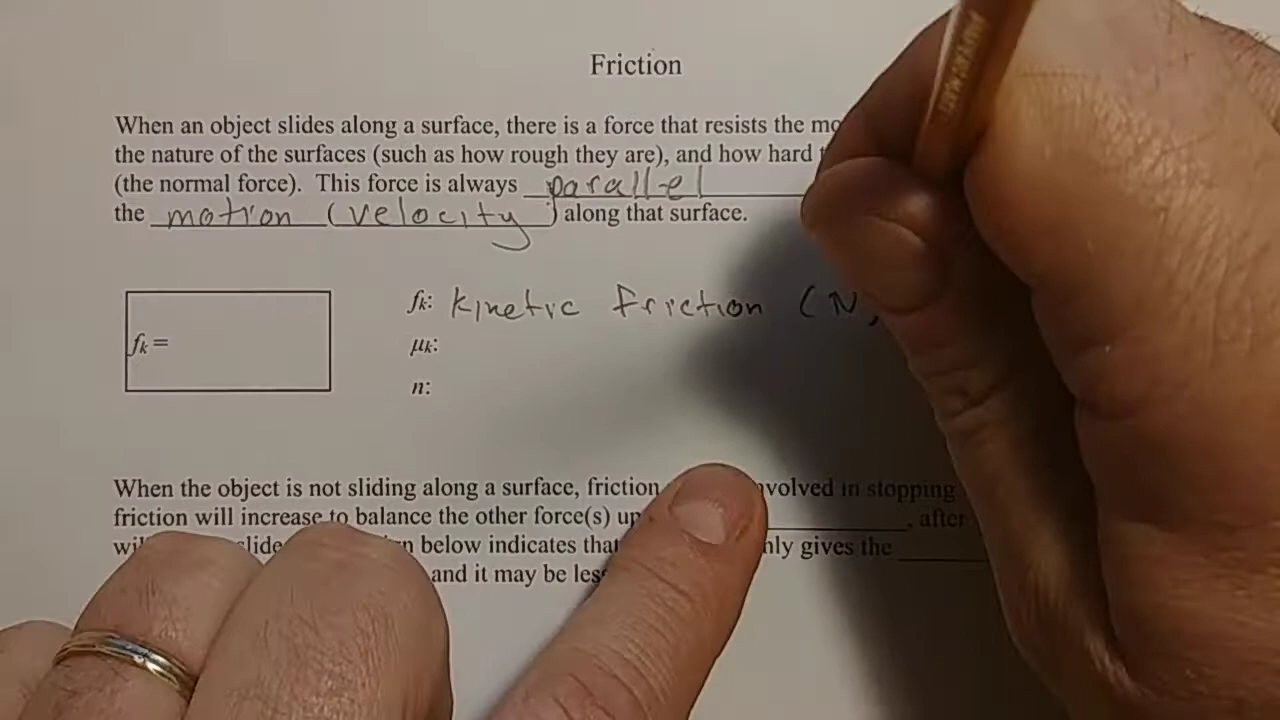 Friction
When an object slides along a surface, there is a force that resists the mo
the nature of the surfaces (such as how rough they are), and how hard
(the normal force). This force is always parallel
the motion (velocity) along that surface.
fk: Kinetic Friction (N)
fk =
μk:
n:
When the object is not sliding along a surface, friction volved in stopping
friction will increase to balance the other force(s) up , after
wi slide n below indicates that nly gives the
and it may be les